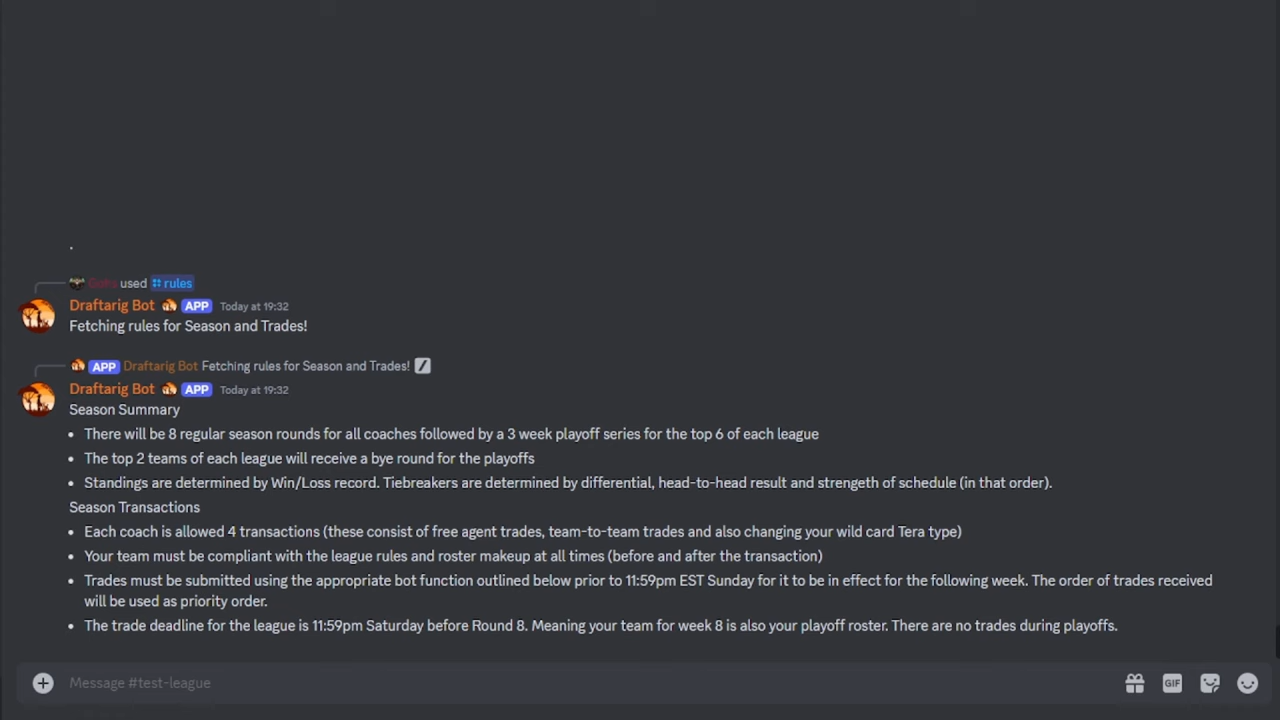 .
used rules
Draftarig Bot APP Today at 19:32
Fetching rules for Season and Trades!
APP Draftarig Bot Fetching rules for Season and Trades!
Draftarig Bot APP Today at 19:32
Season Summary
• There will be 8 regular season rounds for all coaches followed by a 3 week playoff series for the top 6 of each league
• The top 2 teams of each league will receive a bye round for the playoffs
• Standings are determined by Win/Loss record. Tiebreakers are determined by differential, head-to-head result and strengeth of schedule (in that order).
Season Transactions
• Each coach is allowed 4 transactions (these consist of free agent trades, team-to-team trades and also changing your wild card Tera type)
• Your team must be compliant with the league rules and roster makeup at all times (before and after the transaction)
• Trades must be submitted using the appropriate bot function outlined below prior to 11:59pm EST Sunday for it to be in effect for the following week. The order of trades received
will be used as priority order.
• The trade deadline for the league is 11:59pm Saturday before Round 8. Meaning your team for week 8 is also your playoff roster. There are no trades during playoffs.
Message #test-league
GIF